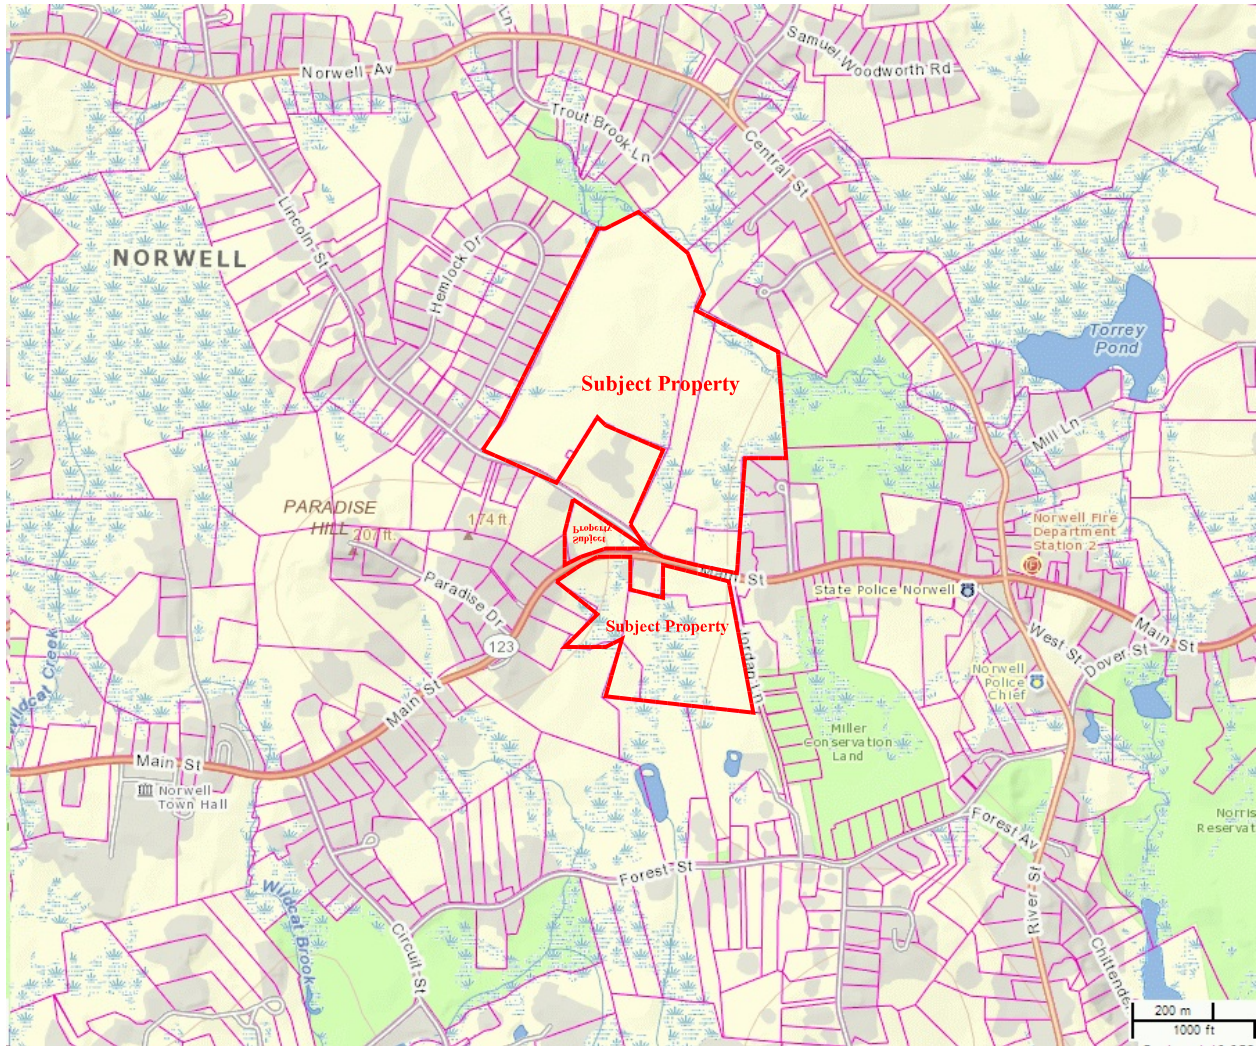 Ln
Samuel Woodworth Rd
Norwell Av
Trout Brook Ln
Central St
Lincoln St
NORWELL
Hemlock Dr
Torrey
Pond
Subject Property
Mill Ln
PARADISE
HILL
207 ft.
174 ft.
Subject
Property
Norwell Fire
Department
Station 2
Main St
State Police Norwell
Paradise Dr
Subject Property
Jordan Ln
123
West St
Dover St
Main St
Norwell
Police
Chief
Wildcat Creek
Main St
Miller
Conservation
Land
Main St
Norwell
Town Hall
Forest Av
Norris
Reservat
Forest St
Wildcat Brook
Circuit St
River St
Chittenden
200 m
1000 ft